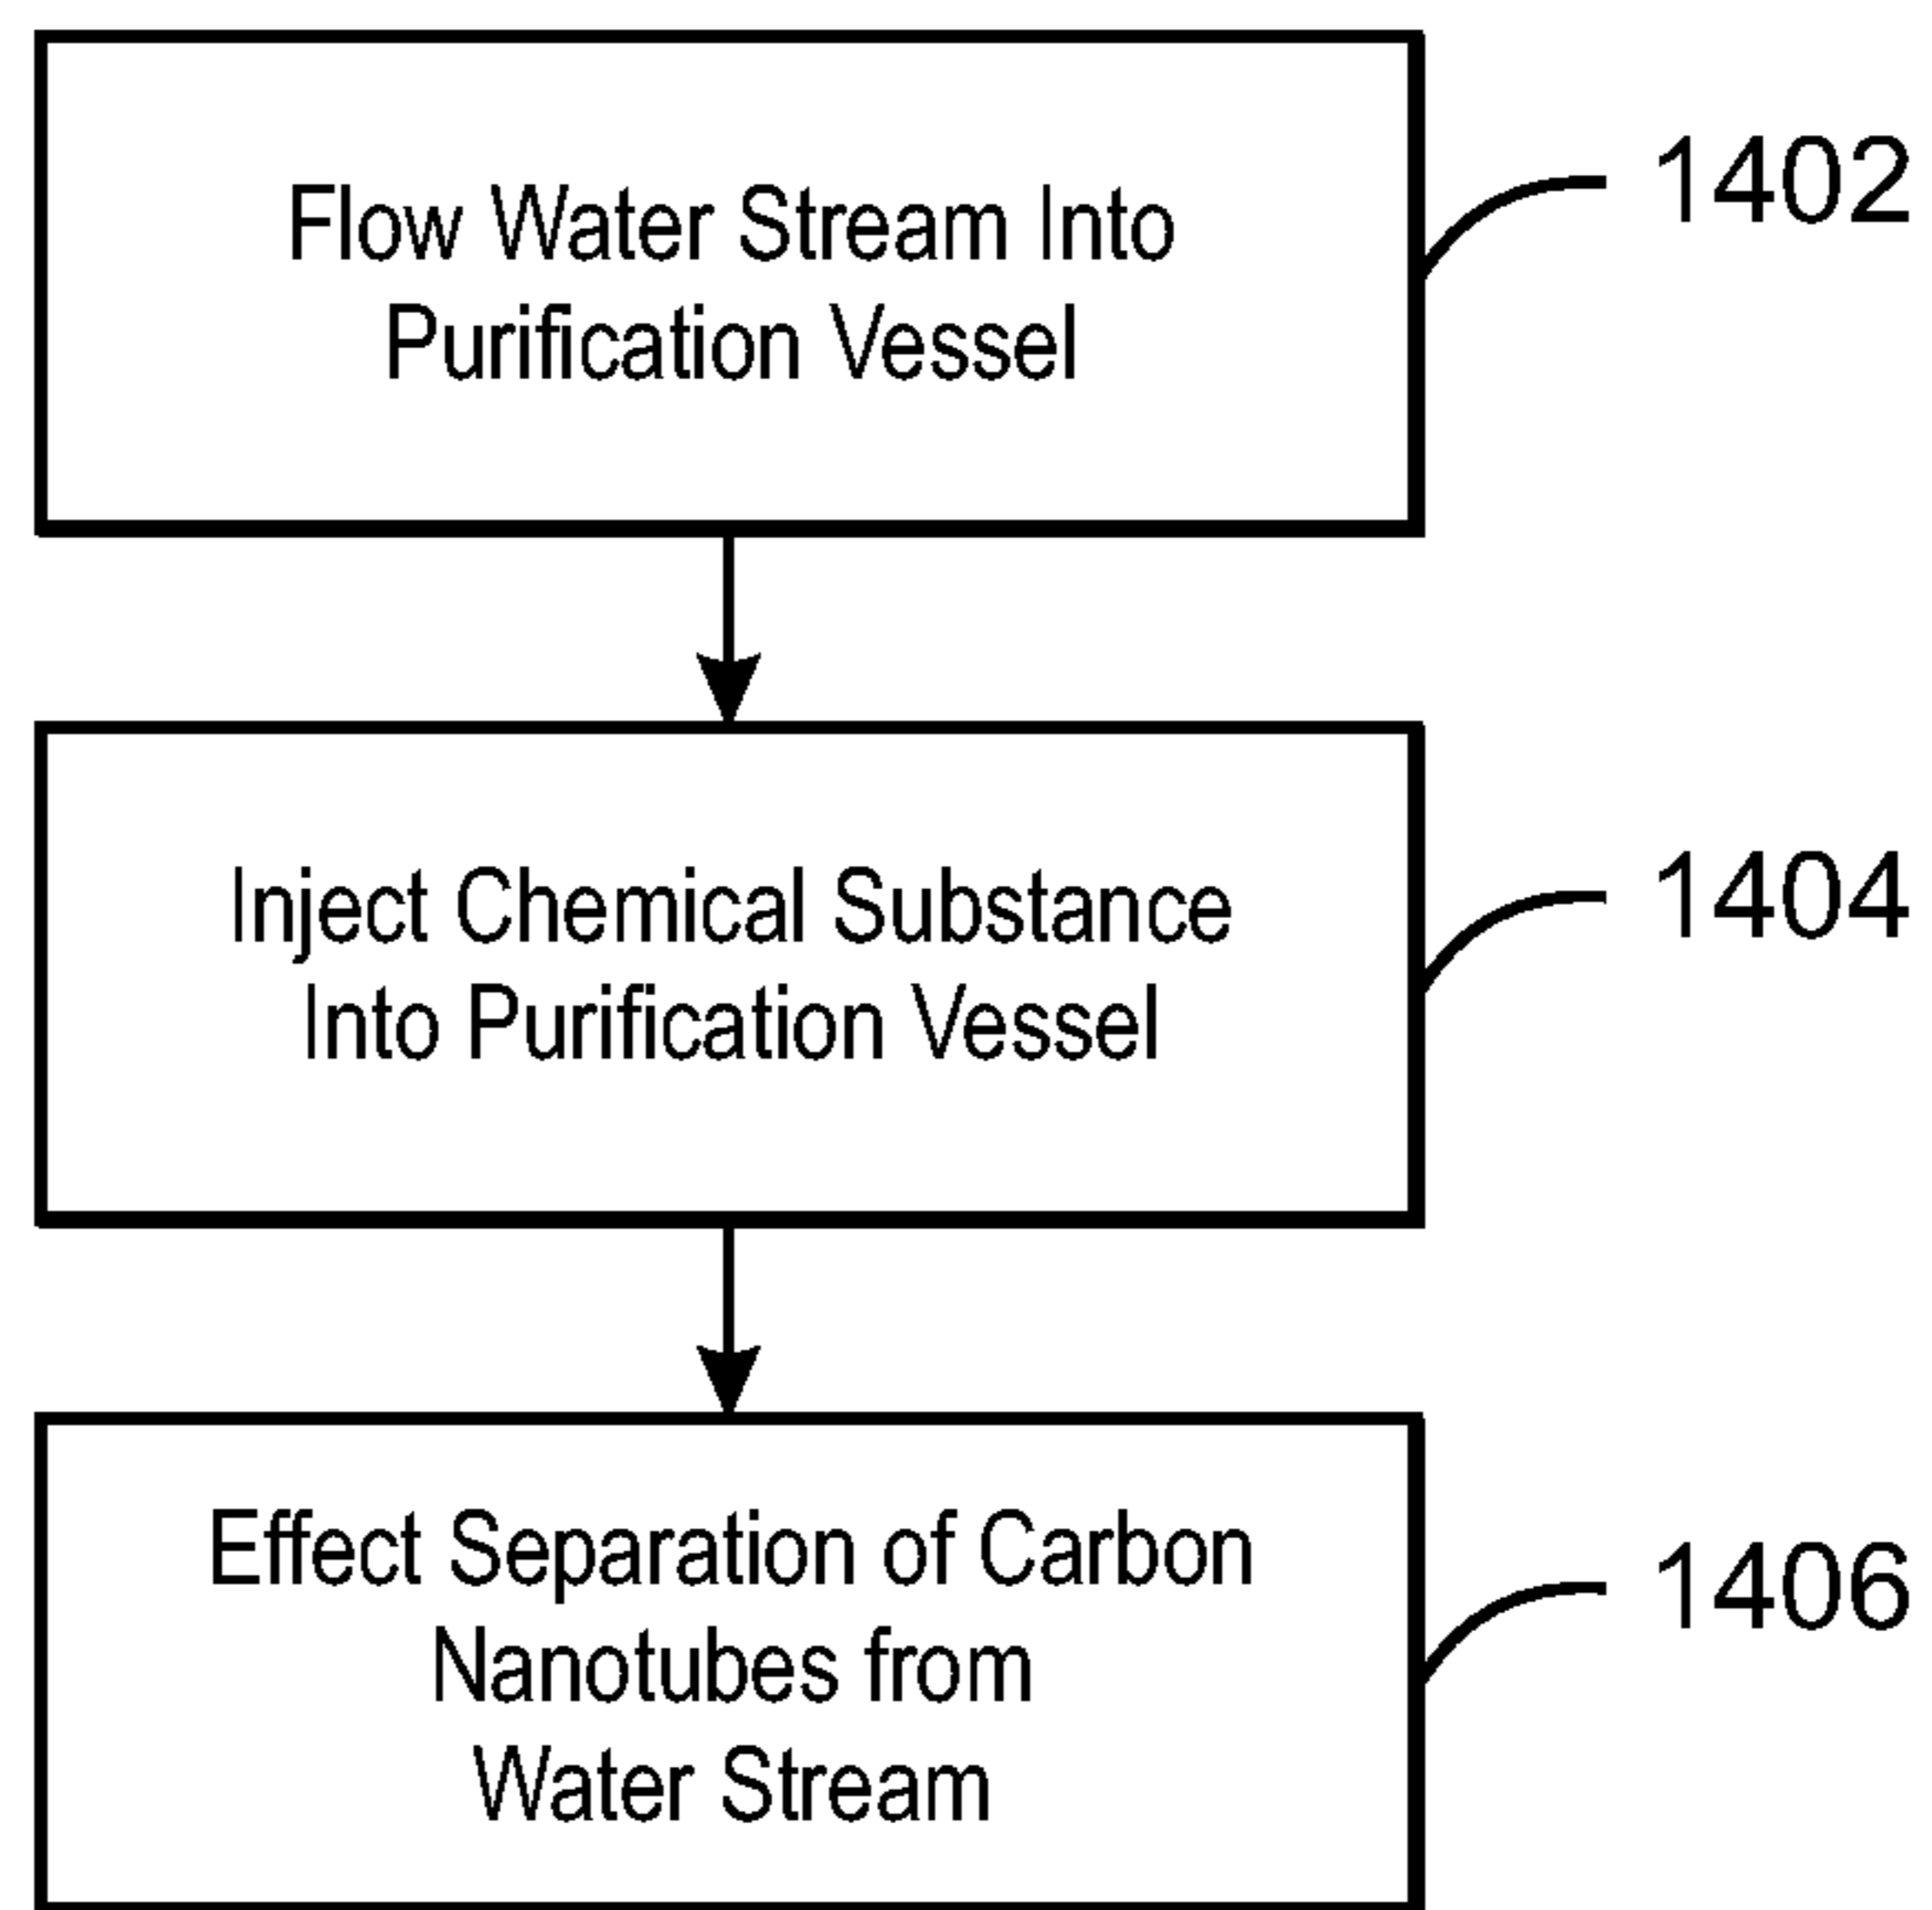 Flow Water Stream Into
Purification Vessel
1402
Inject Chemical Substance
Into Purification Vessel
1404
Effect Separation of Carbon
Nanotubes from
Water Stream
1406